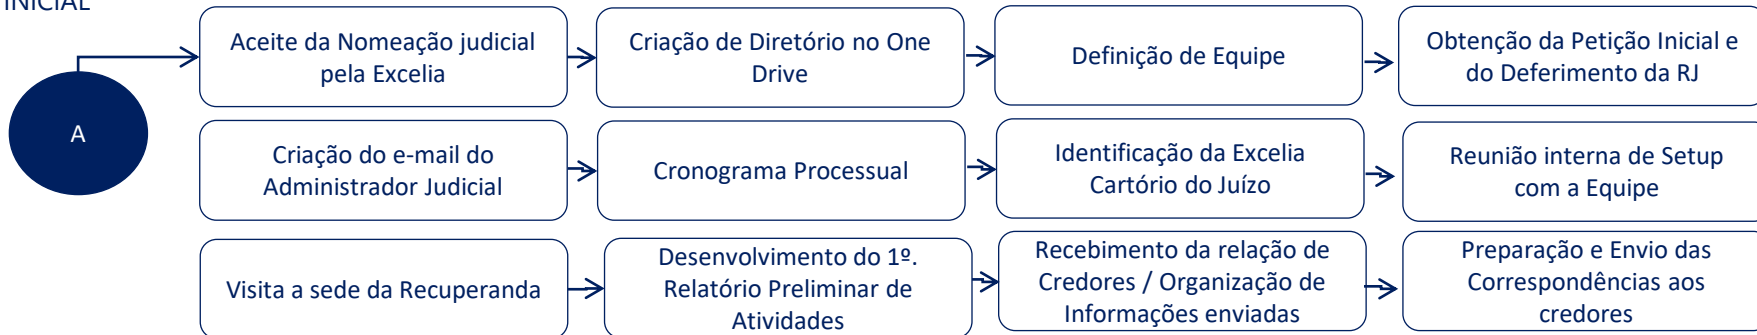 INICIAL
A
Aceite da Nomeação judicial
pela Excelia
Criação de Diretório no One
Drive
Definição de Equipe
Obtenção da Petição Inicial e
do Deferimento da RJ
Criação do e-mail do
Administrador Judicial
Cronograma Processual
Identificação da Excelia
Cartório do Juízo
Reunião interna de Setup
com a Equipe
Visita a sede da Recuperanda
Desenvolvimento do 1º.
Relatório Preliminar de
Atividades
Recebimento da relação de
Credores / Organização de
Informações enviadas
Preparação e Envio das
Correspondências aos
credores